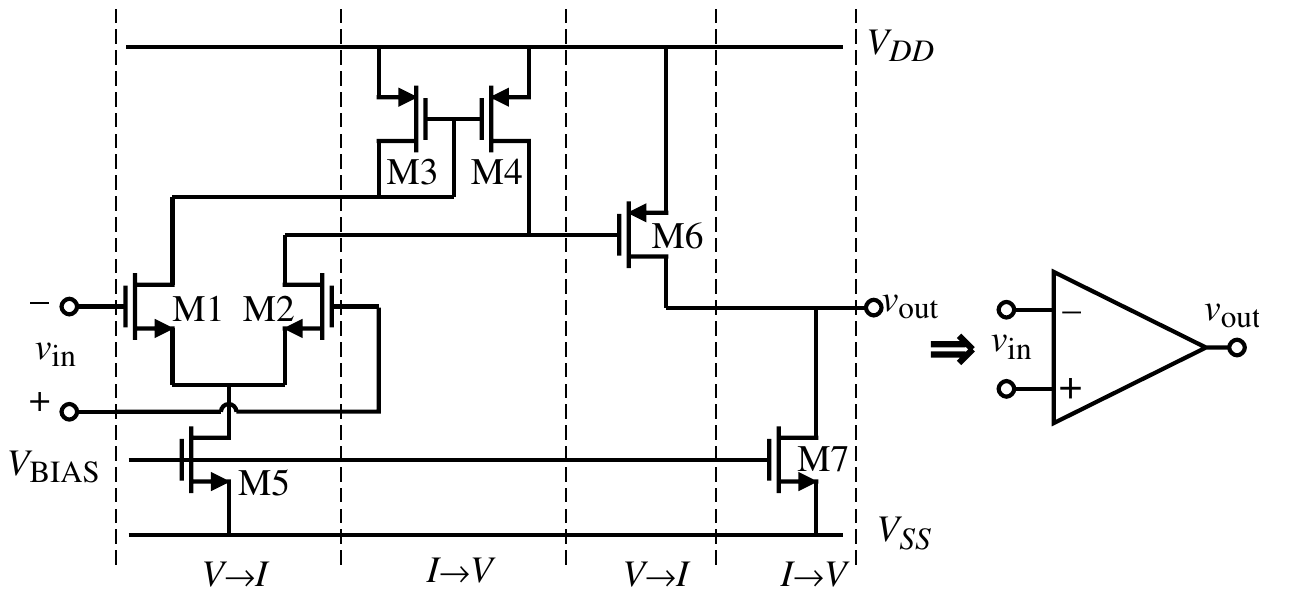 V_DD
M3 M4
M6
− M1 M2
v_out
v_in
v_in − v_out
+
+
V_BIAS
M5
M7
V_SS
V→I I→V V→I I→V